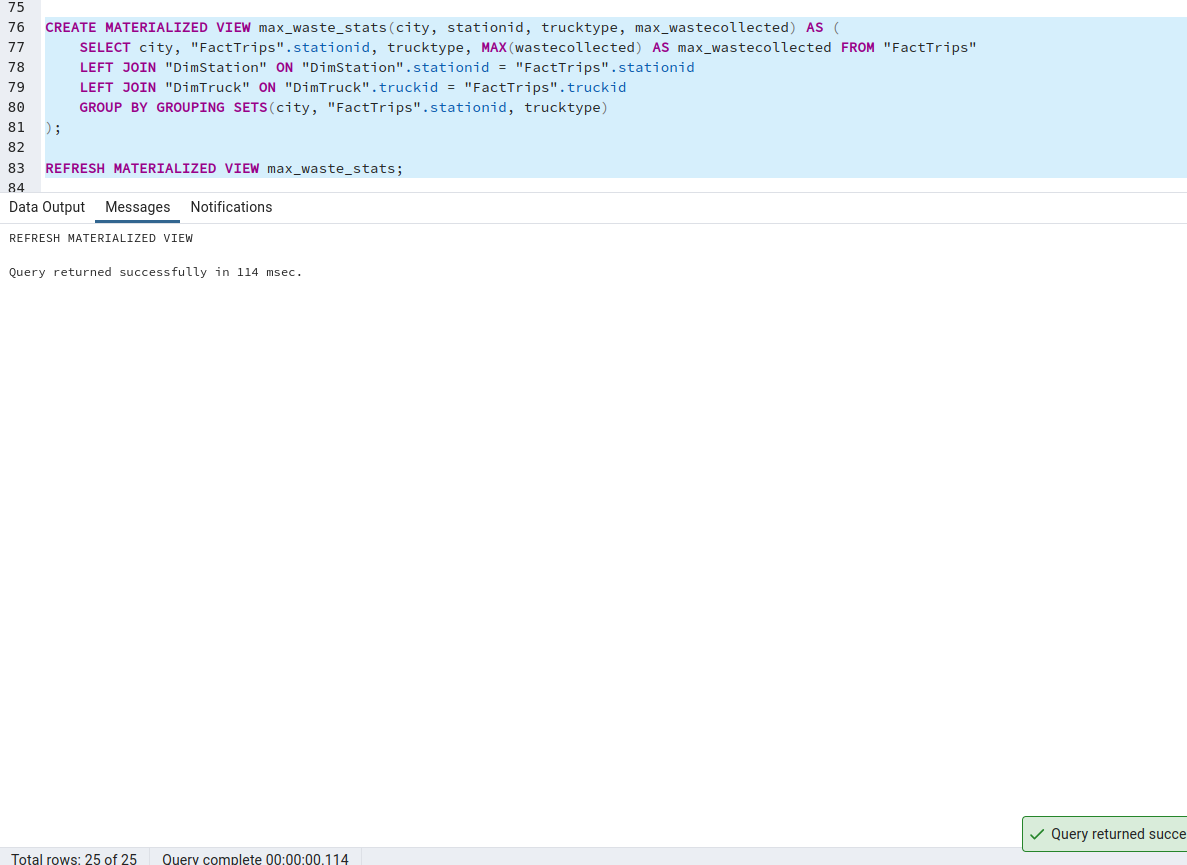 75
76 CREATE MATERIALIZED VIEW max_waste_stats(city, stationid, trucktype, max_wastecollected) AS (
77     SELECT city, "FactTrips".stationid, trucktype, MAX(wastecollected) AS max_wastecollected FROM "FactTrips"
78     LEFT JOIN "DimStation" ON "DimStation".stationid = "FactTrips".stationid
79     LEFT JOIN "DimTruck" ON "DimTruck".truckid = "FactTrips".truckid
80     GROUP BY GROUPING SETS(city, "FactTrips".stationid, trucktype)
81 );
82
83 REFRESH MATERIALIZED VIEW max_waste_stats;
84
Data Output Messages Notifications
REFRESH MATERIALIZED VIEW
Query returned successfully in 114 msec.
Query returned succe
Total rows: 25 of 25 Query complete 00:00:00.114